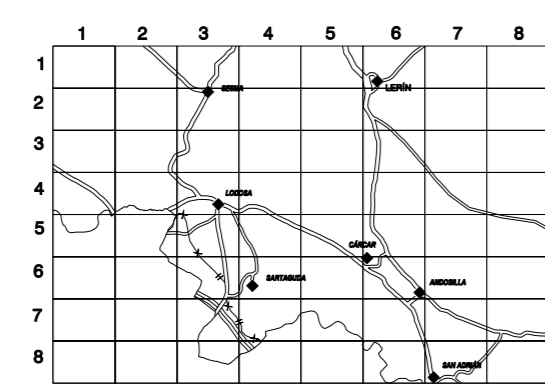 1 2 3 4 5 6 7 8
1
LERÍN
2
SESMA
3
4
LODOSA
5
CÁRCAR
6
SARTAGUDA
ANDOSILLA
7
8
SAN ADRIÁN